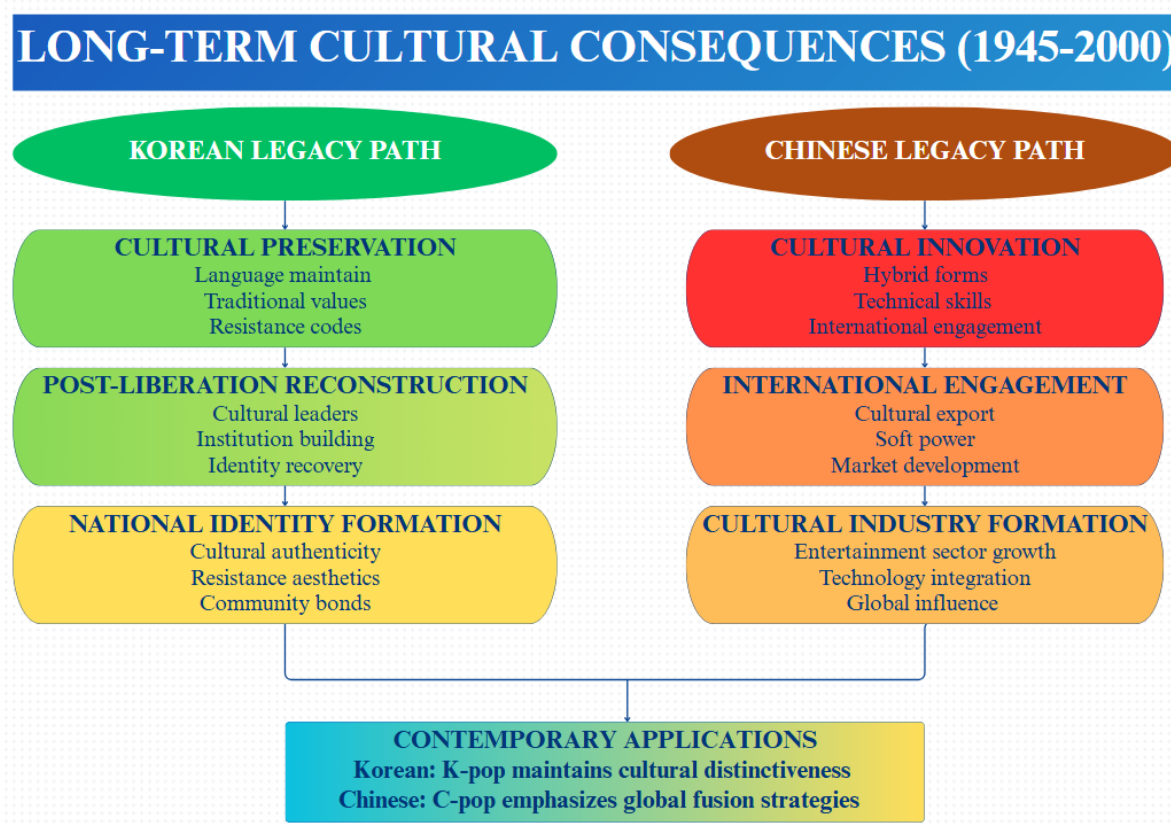 LONG-TERM CULTURAL CONSEQUENCES (1945-2000)
KOREAN LEGACY PATH
CULTURAL PRESERVATION
Language maintain
Traditional values
Resistance codes
POST-LIBERATION RECONSTRUCTION
Cultural leaders
Institution building
Identity recovery
NATIONAL IDENTITY FORMATION
Cultural authenticity
Resistance aesthetics
Community bonds
CHINESE LEGACY PATH
CULTURAL INNOVATION
Hybrid forms
Technical skills
International engagement
INTERNATIONAL ENGAGEMENT
Cultural export
Soft power
Market development
CULTURAL INDUSTRY FORMATION
Entertainment sector growth
Technology integration
Global influence
CONTEMPORARY APPLICATIONS
Korean: K-pop maintains cultural distinctiveness
Chinese: C-pop emphasizes global fusion strategies